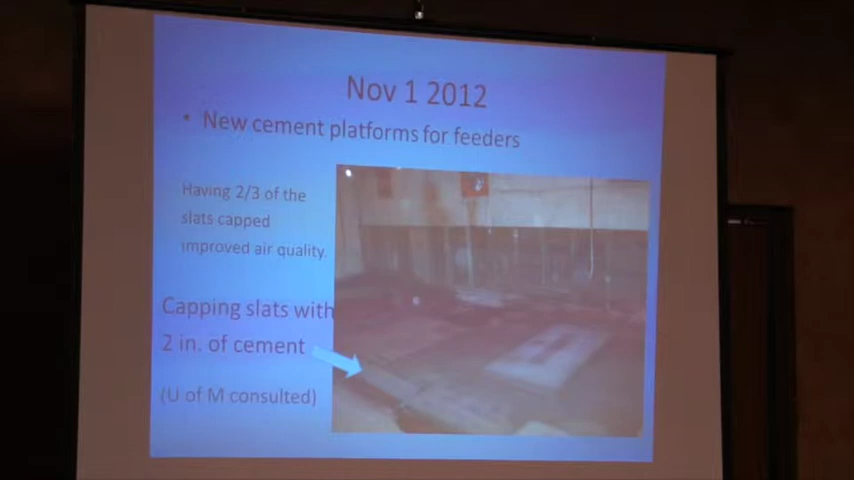 Nov 1 2012
• New cement platforms for feeders
Having 2/3 of the
slats capped
improved air quality.
Capping slats with
2 in. of cement
(U of M consulted)